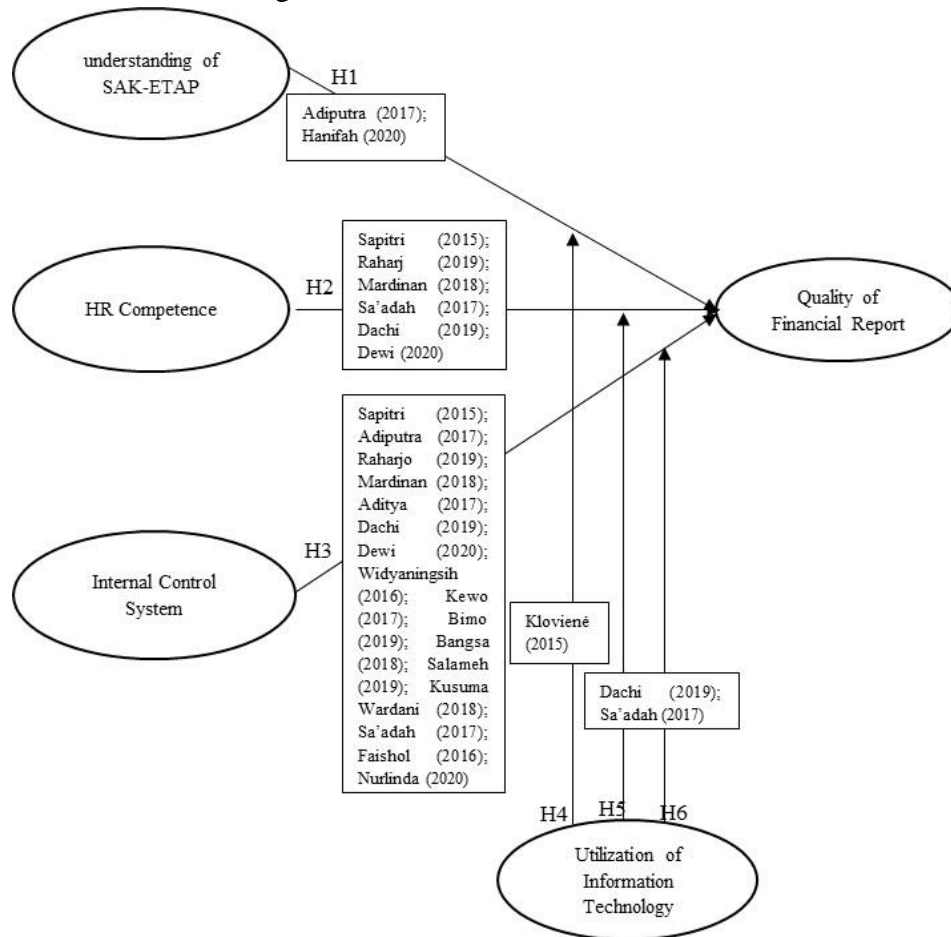 understanding of
SAK-ETAP
H1
Adiputra (2017);
Hanifah (2020)
HR Competence
H2
Sapitri (2015);
Raharj (2019);
Mardinan (2018);
Sa’adah (2017);
Dachi (2019);
Dewi (2020)
Quality of
Financial Report
Internal Control
System
H3
Sapitri (2015);
Adiputra (2017);
Raharjo (2019);
Mardinan (2018);
Aditya (2017);
Dachi (2019);
Dewi (2020);
Widyaningsih
(2016); Kewo
(2017); Bimo
(2019); Bangsa
(2018); Salameh
(2019); Kusuma
Wardani (2018);
Sa’adah (2017);
Faishol (2016);
Nurlinda (2020)
Klovienė
(2015)
Dachi (2019);
Sa’adah (2017)
H4
H5
H6
Utilization of
Information
Technology